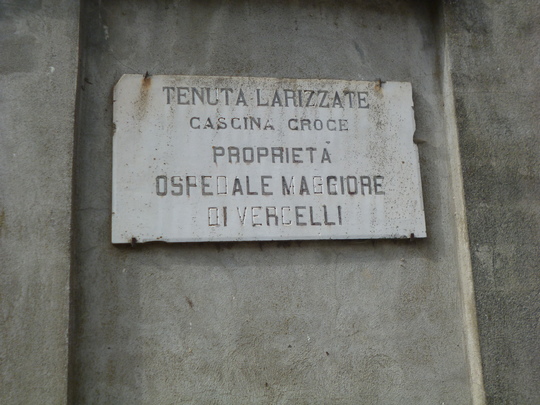 TENUTA LARIZZATE
CASCINA CROCE
PROPRIETÀ
OSPEDALE MAGGIORE
DI VERCELLI